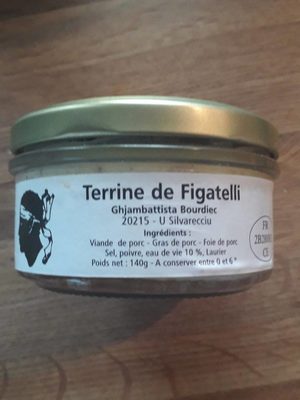 Terrine de Figatelli
Ghjambattista Bourdiec
20215 - U Silvarecciu
Ingrédients :
Viande de porc - Gras de porc - Foie de porc
Sel, poivre, eau de vie 10 %, Laurier
Poids net : 140g - A conserver entre 0 et 6°
FR
CE